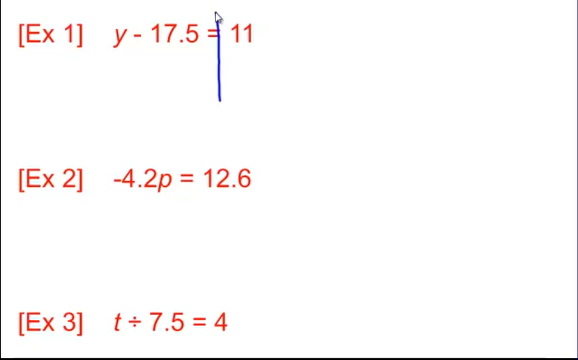 [Ex 1] y - 17.5 = 11
[Ex 2] -4.2p = 12.6
[Ex 3] t ÷ 7.5 = 4